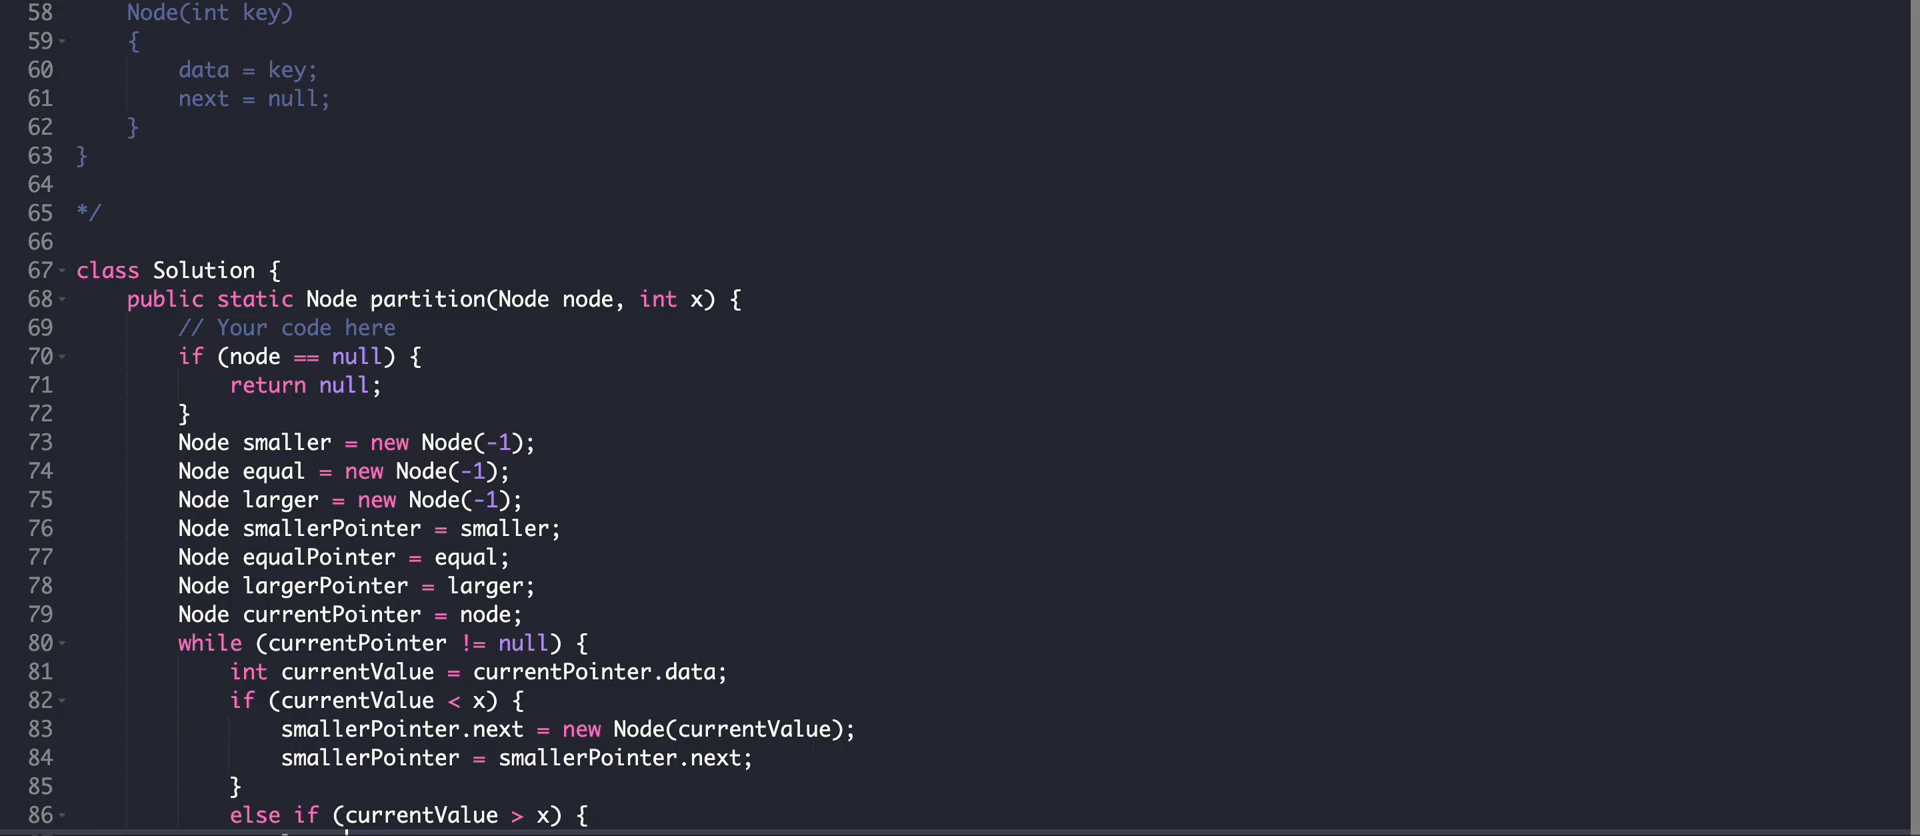 58 Node(int key)
59 {
60 data = key;
61 next = null;
62 }
63 }
64
65 */
66
67 class Solution {
68 public static Node partition(Node node, int x) {
69 // Your code here
70 if (node == null) {
71 return null;
72 }
73 Node smaller = new Node(-1);
74 Node equal = new Node(-1);
75 Node larger = new Node(-1);
76 Node smallerPointer = smaller;
77 Node equalPointer = equal;
78 Node largerPointer = larger;
79 Node currentPointer = node;
80 while (currentPointer != null) {
81 int currentValue = currentPointer.data;
82 if (currentValue < x) {
83 smallerPointer.next = new Node(currentValue);
84 smallerPointer = smallerPointer.next;
85 }
86 else if (currentValue > x) {